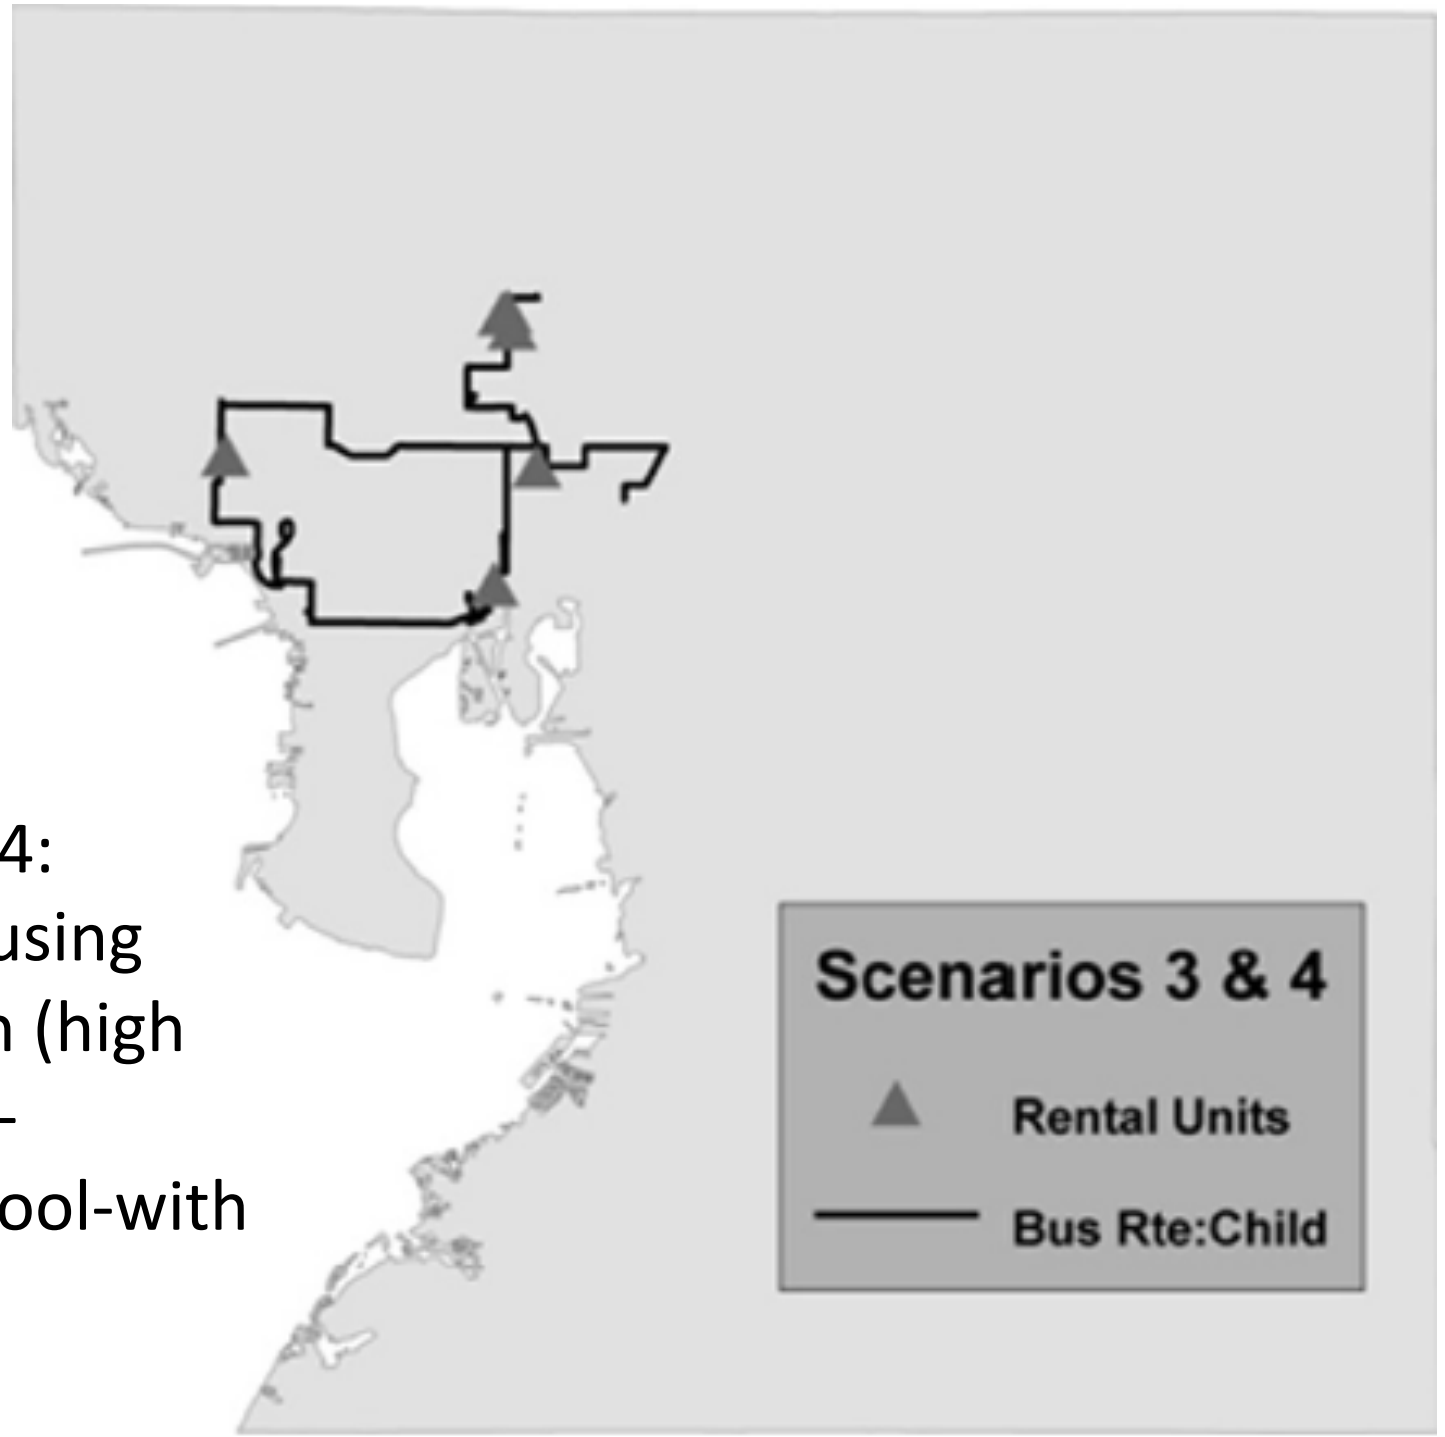 4:
using
n (high
-
ool-with
Scenarios 3 & 4
Rental Units
Bus Rte:Child